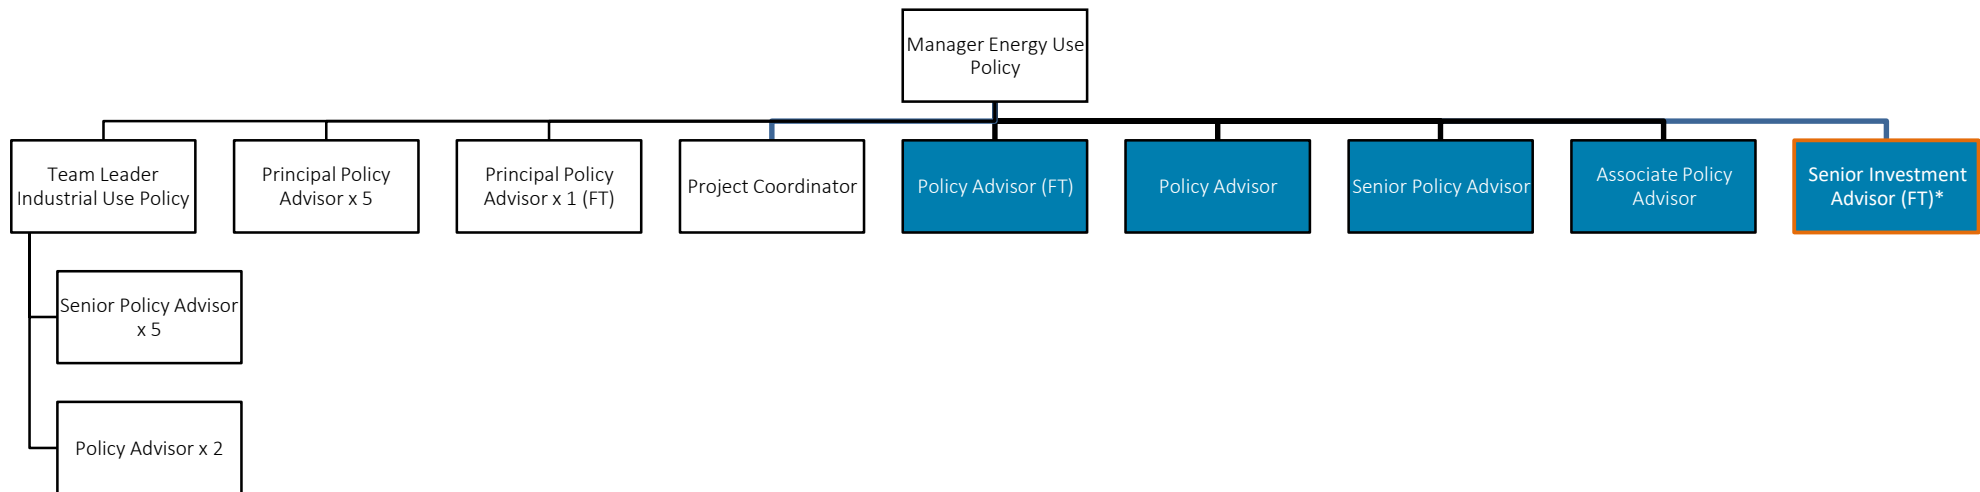 Manager Energy Use
Policy
Team Leader
Industrial Use Policy
Principal Policy
Advisor x 5
Principal Policy
Advisor x 1 (FT)
Project Coordinator
Policy Advisor (FT)
Policy Advisor
Senior Policy Advisor
Associate Policy
Advisor
Senior Investment
Advisor (FT)*
Senior Policy Advisor
x 5
Policy Advisor x 2